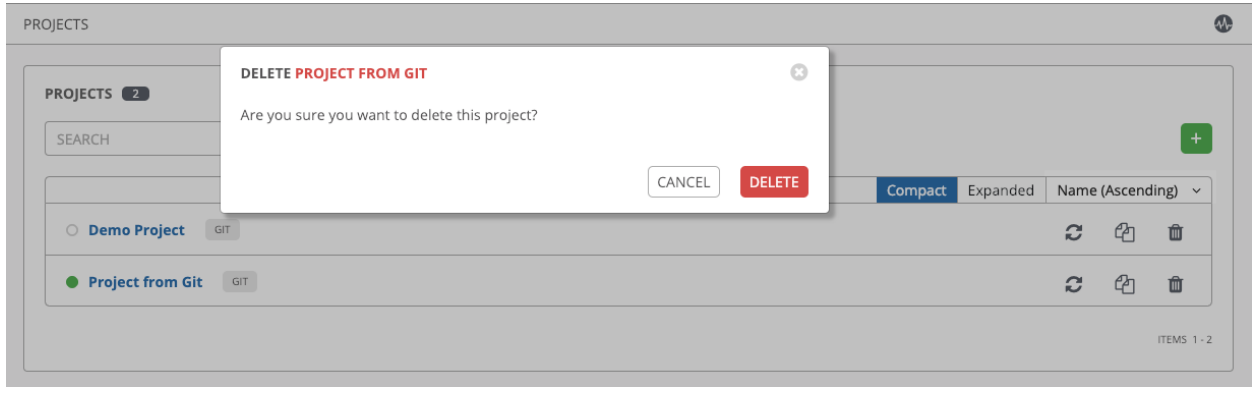 PROJECTS
DELETE PROJECT FROM GIT
PROJECTS 2
Are you sure you want to delete this project?
SEARCH
+
CANCEL DELETE
Compact Expanded Name (Ascending)
Demo Project GIT
Project from Git GIT
ITEMS 1 - 2